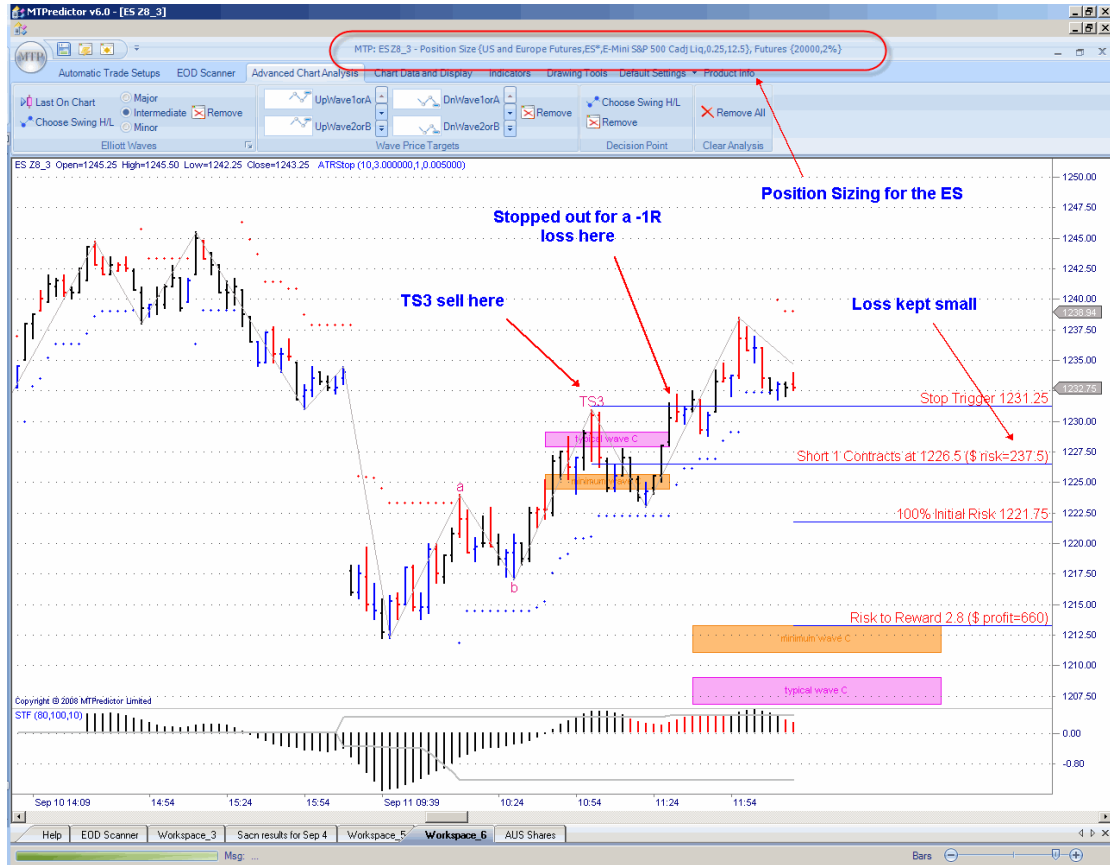 MTPredictor v6.0 - [ES Z8_3]
MTP: ES Z8_3 - Position Size {US and Europe Futures,ES*,E-Mini S&P 500 Cadj Liq,0.25,12.5}, Futures {20000,2%}
MTP
Automatic Trade Setups EOD Scanner Advanced Chart Analysis Chart Data and Display Indicators Drawing Tools Default Settings Product Info
Last On Chart Major UpWave1orA DnWave1orA Choose Swing H/L
Intermediate Remove Remove Remove All
Choose Swing H/L Minor UpWave2orB DnWave2orB Remove
Elliott Waves Wave Price Targets Decision Point Clear Analysis
ES Z8_3 Open=1245.25 High=1245.50 Low=1242.25 Close=1243.25 ATRStop (10,3.000000,1,0.005000)
1250.00
Position Sizing for the ES
1247.50
Stopped out for a -1R
loss here
1245.00
1242.50
TS3 sell here
Loss kept small
1240.00
1238.94
1237.50
1235.00
1232.75
TS3
Stop Trigger 1231.25
1230.00
typical wave C
1227.50
Short 1 Contracts at 1226.5 ($ risk=237.5)
minimum wave
1225.00
a
1222.50
100% Initial Risk 1221.75
1220.00
1217.50
b
1215.00
Risk to Reward 2.8 ($ profit=660)
minimum wave C
1212.50
1210.00
typical wave C
1207.50
Copyright © 2008 MTPredictor Limited
STF (80,100,10)
0.00
-0.80
Sep 10 14:09 14:54 15:24 15:54 Sep 11 09:39 10:24 10:54 11:24 11:54
Help EOD Scanner Workspace_3 Sacn results for Sep 4 Workspace_5 Workspace_6 AUS Shares
Msg: ...
Bars